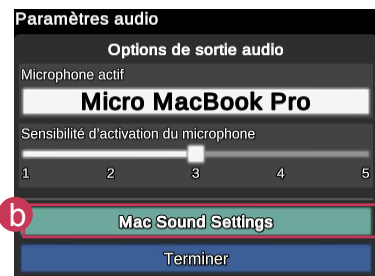 Paramètres audio
Options de sortie audio
Microphone actif
Micro MacBook Pro
Sensibilité d'activation du microphone
1 2 3 4 5
b
Mac Sound Settings
Terminer